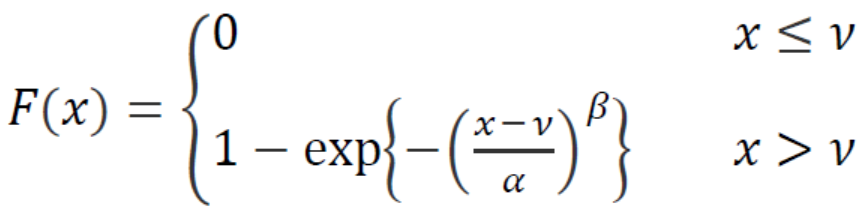 F(x) = { 0    x ≤ ν
1 − exp{−((x−ν)/α)^β}    x > ν